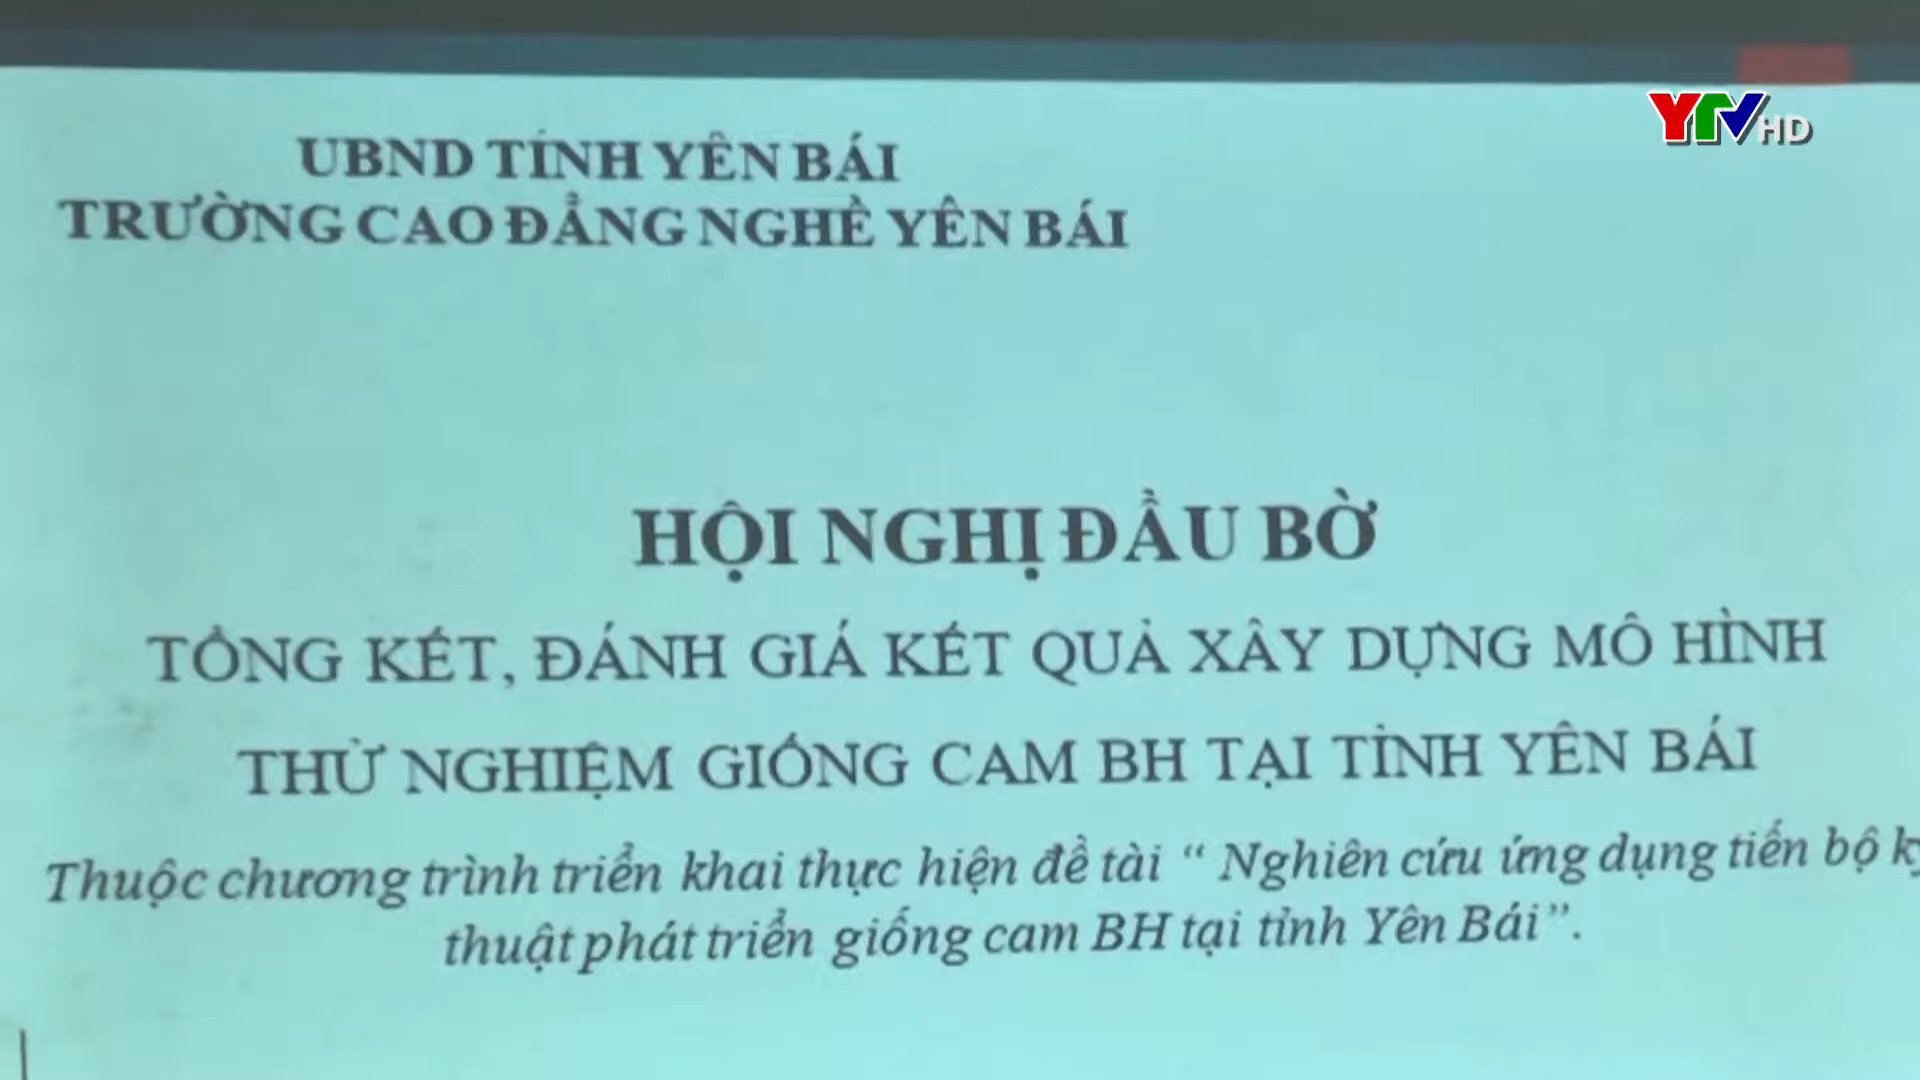 YTV HD
UBND TỈNH YÊN BÁI
TRƯỜNG CAO ĐẲNG NGHỀ YÊN BÁI
HỘI NGHỊ ĐẦU BỜ
TỔNG KẾT, ĐÁNH GIÁ KẾT QUẢ XÂY DỰNG MÔ HÌNH
THỬ NGHIỆM GIỐNG CAM BH TẠI TỈNH YÊN BÁI
Thuộc chương trình triển khai thực hiện đề tài “ Nghiên cứu ứng dụng tiến bộ
thuật phát triển giống cam BH tại tỉnh Yên Bái”.